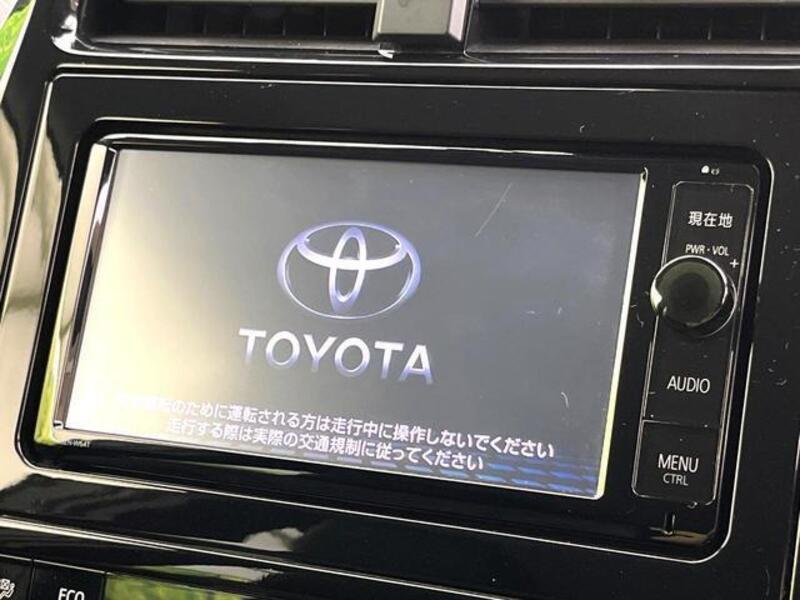 現在地
PWR・VOL
+
TOYOTA
AUDIO
のために運転される方は走行中に操作しないでください
走行する際は実際の交通規制に従ってください
MENU
CTRL
ECO